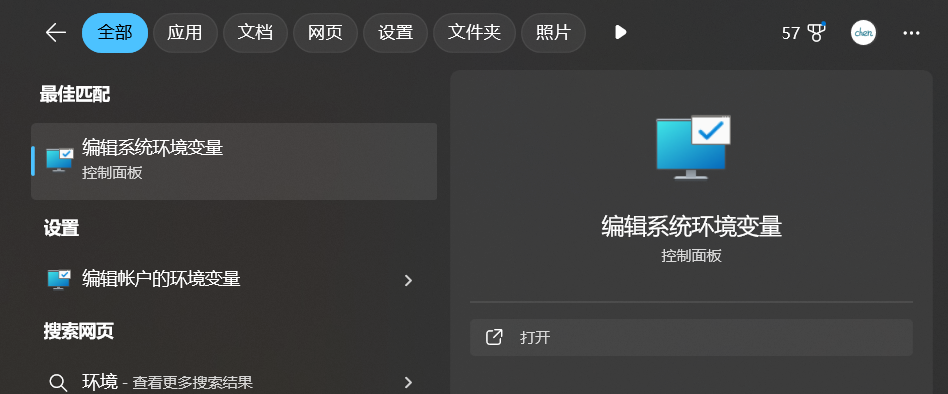 全部 应用 文档 网页 设置 文件夹 照片 57 chen
最佳匹配
编辑系统环境变量
控制面板
设置
编辑帐户的环境变量
搜索网页
环境 - 查看更多搜索结果
编辑系统环境变量
控制面板
打开